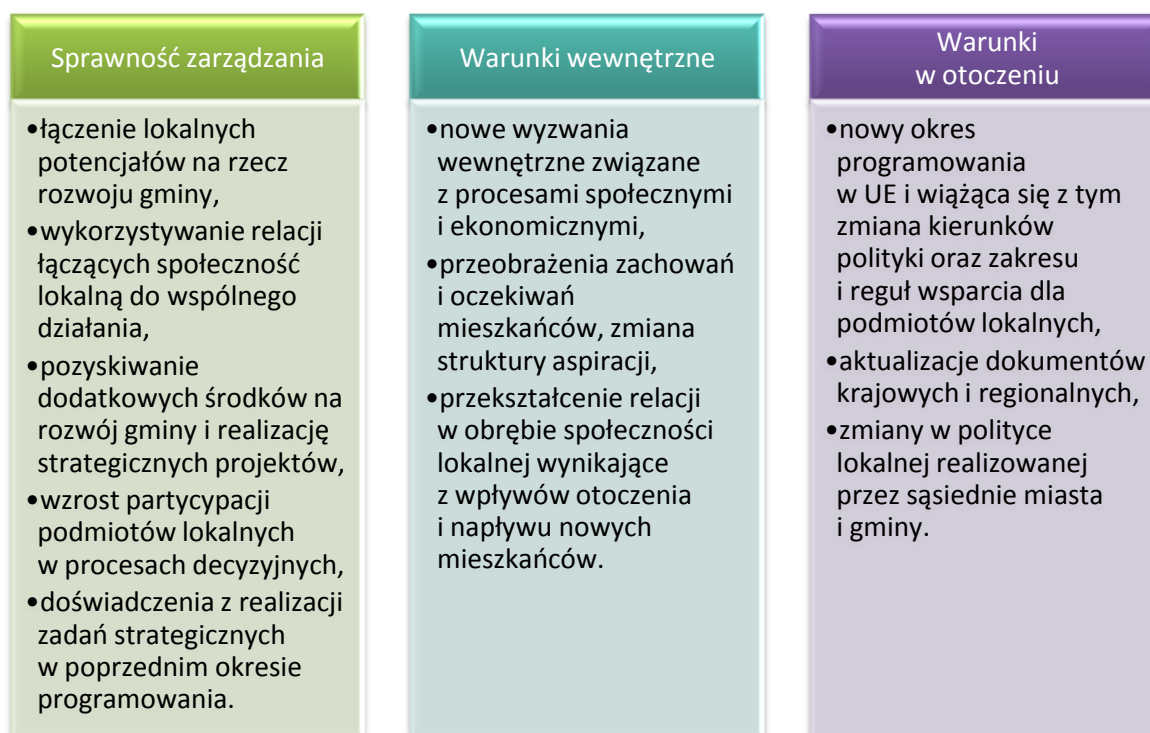 Sprawność zarządzania
•łączenie lokalnych
potencjałów na rzecz
rozwoju gminy,
•wykorzystywanie relacji
łączących społeczność
lokalną do wspólnego
działania,
•pozyskiwanie
dodatkowych środków na
rozwój gminy i realizację
strategicznych projektów,
•wzrost partycypacji
podmiotów lokalnych
w procesach decyzyjnych,
•doświadczenia z realizacji
zadań strategicznych
w poprzednim okresie
programowania.
Warunki wewnętrzne
•nowe wyzwania
wewnętrzne związane
z procesami społecznymi
i ekonomicznymi,
•przeobrażenia zachowań
i oczekiwań
mieszkańców, zmiana
struktury aspiracji,
•przekształcenie relacji
w obrębie społeczności
lokalnej wynikające
z wpływów otoczenia
i napływu nowych
mieszkańców.
Warunki
w otoczeniu
•nowy okres
programowania
w UE i wiążąca się z tym
zmiana kierunków
polityki oraz zakresu
i reguł wsparcia dla
podmiotów lokalnych,
•aktualizacje dokumentów
krajowych i regionalnych,
•zmiany w polityce
lokalnej realizowanej
przez sąsiednie miasta
i gminy.